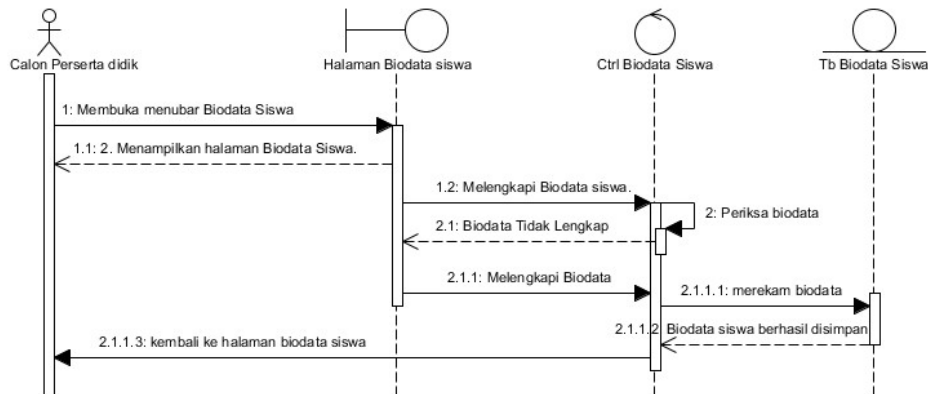 Calon Perserta didik
Halaman Biodata siswa
Ctrl Biodata Siswa
Tb Biodata Siswa
1: Membuka menubar Biodata Siswa
1.1: 2. Menampilkan halaman Biodata Siswa.
1.2: Melengkapi Biodata siswa.
2: Periksa biodata
2.1: Biodata Tidak Lengkap
2.1.1: Melengkapi Biodata
2.1.1.1: merekam biodata
2.1.1.2: Biodata siswa berhasil disimpan
2.1.1.3: kembali ke halaman biodata siswa